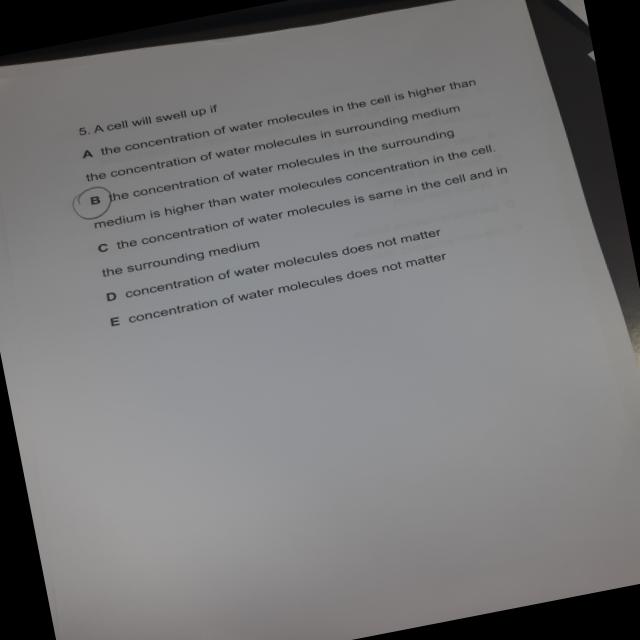 5. A cell will swell up if
A the concentration of water molecules in the cell is higher than
the concentration of water molecules in surrounding medium
B the concentration of water molecules in the surrounding
medium is higher than water molecules concentration in the cell.
C the concentration of water molecules is same in the cell and in
the surrounding medium
D concentration of water molecules does not matter
E concentration of water molecules does not matter